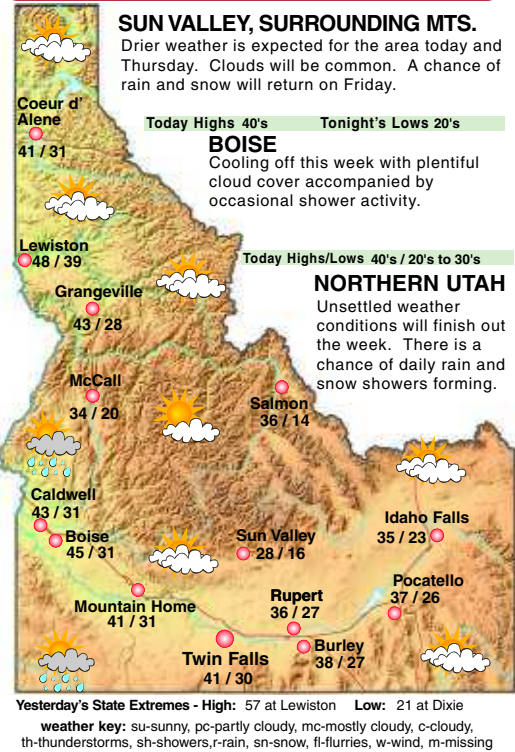 SUN VALLEY, SURROUNDING MTS.
Drier weather is expected for the area today and
Thursday. Clouds will be common. A chance of
rain and snow will return on Friday.
Today Highs 40's Tonight's Lows 20's
BOISE
Cooling off this week with plentiful
cloud cover accompanied by
occasional shower activity.
Today Highs/Lows 40's / 20's to 30's
NORTHERN UTAH
Unsettled weather
conditions will finish out
the week. There is a
chance of daily rain and
snow showers forming.
Coeur d'
Alene
41 / 31
Lewiston
48 / 39
Grangeville
43 / 28
McCall
34 / 20
Salmon
36 / 14
Caldwell
43 / 31
Boise
45 / 31
Sun Valley
28 / 16
Idaho Falls
35 / 23
Pocatello
37 / 26
Mountain Home
41 / 31
Rupert
36 / 27
Burley
38 / 27
Twin Falls
41 / 30
Yesterday's State Extremes - High: 57 at Lewiston Low: 21 at Dixie
weather key: su-sunny, pc-partly cloudy, mc-mostly cloudy, c-cloudy,
th-thunderstorms, sh-showers,r-rain, sn-snow, fl-flurries, w-wind, m-missing